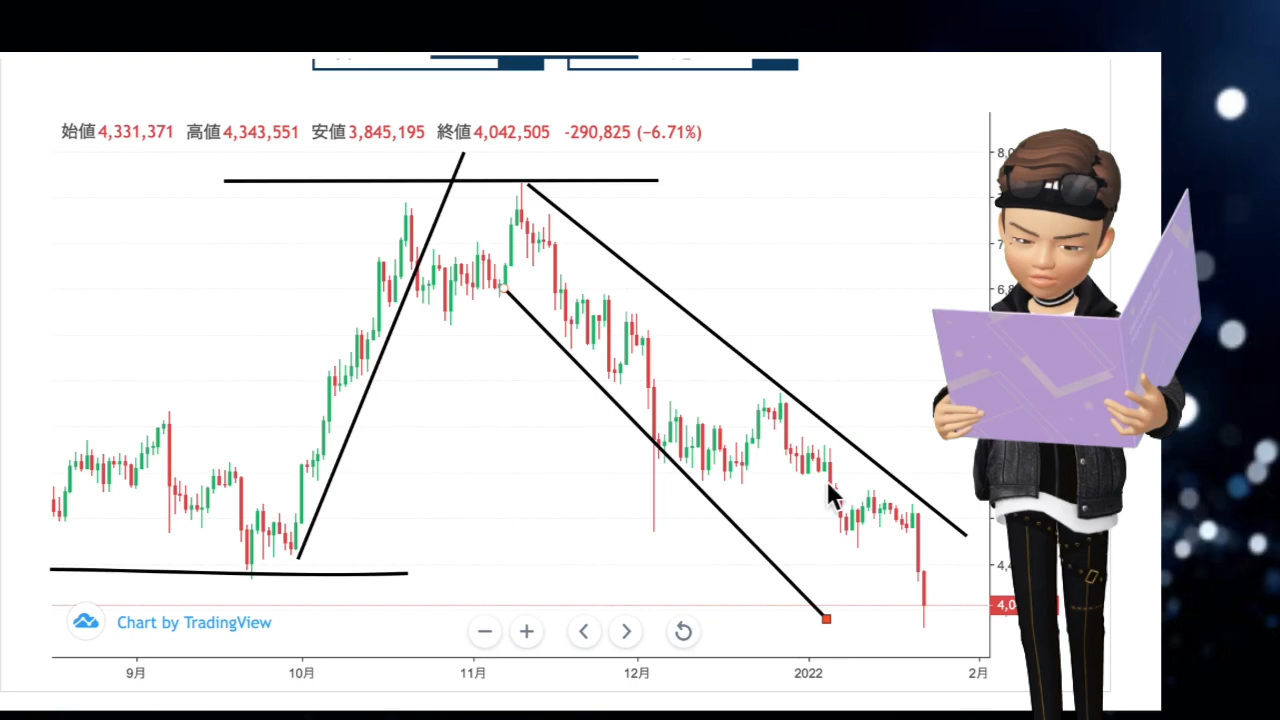 始値4,331,371 高値4,343,551 安値3,845,195 終値4,042,505 -290,825 (−6.71%)
Chart by TradingView
9月 10月 11月 12月 2022 2月